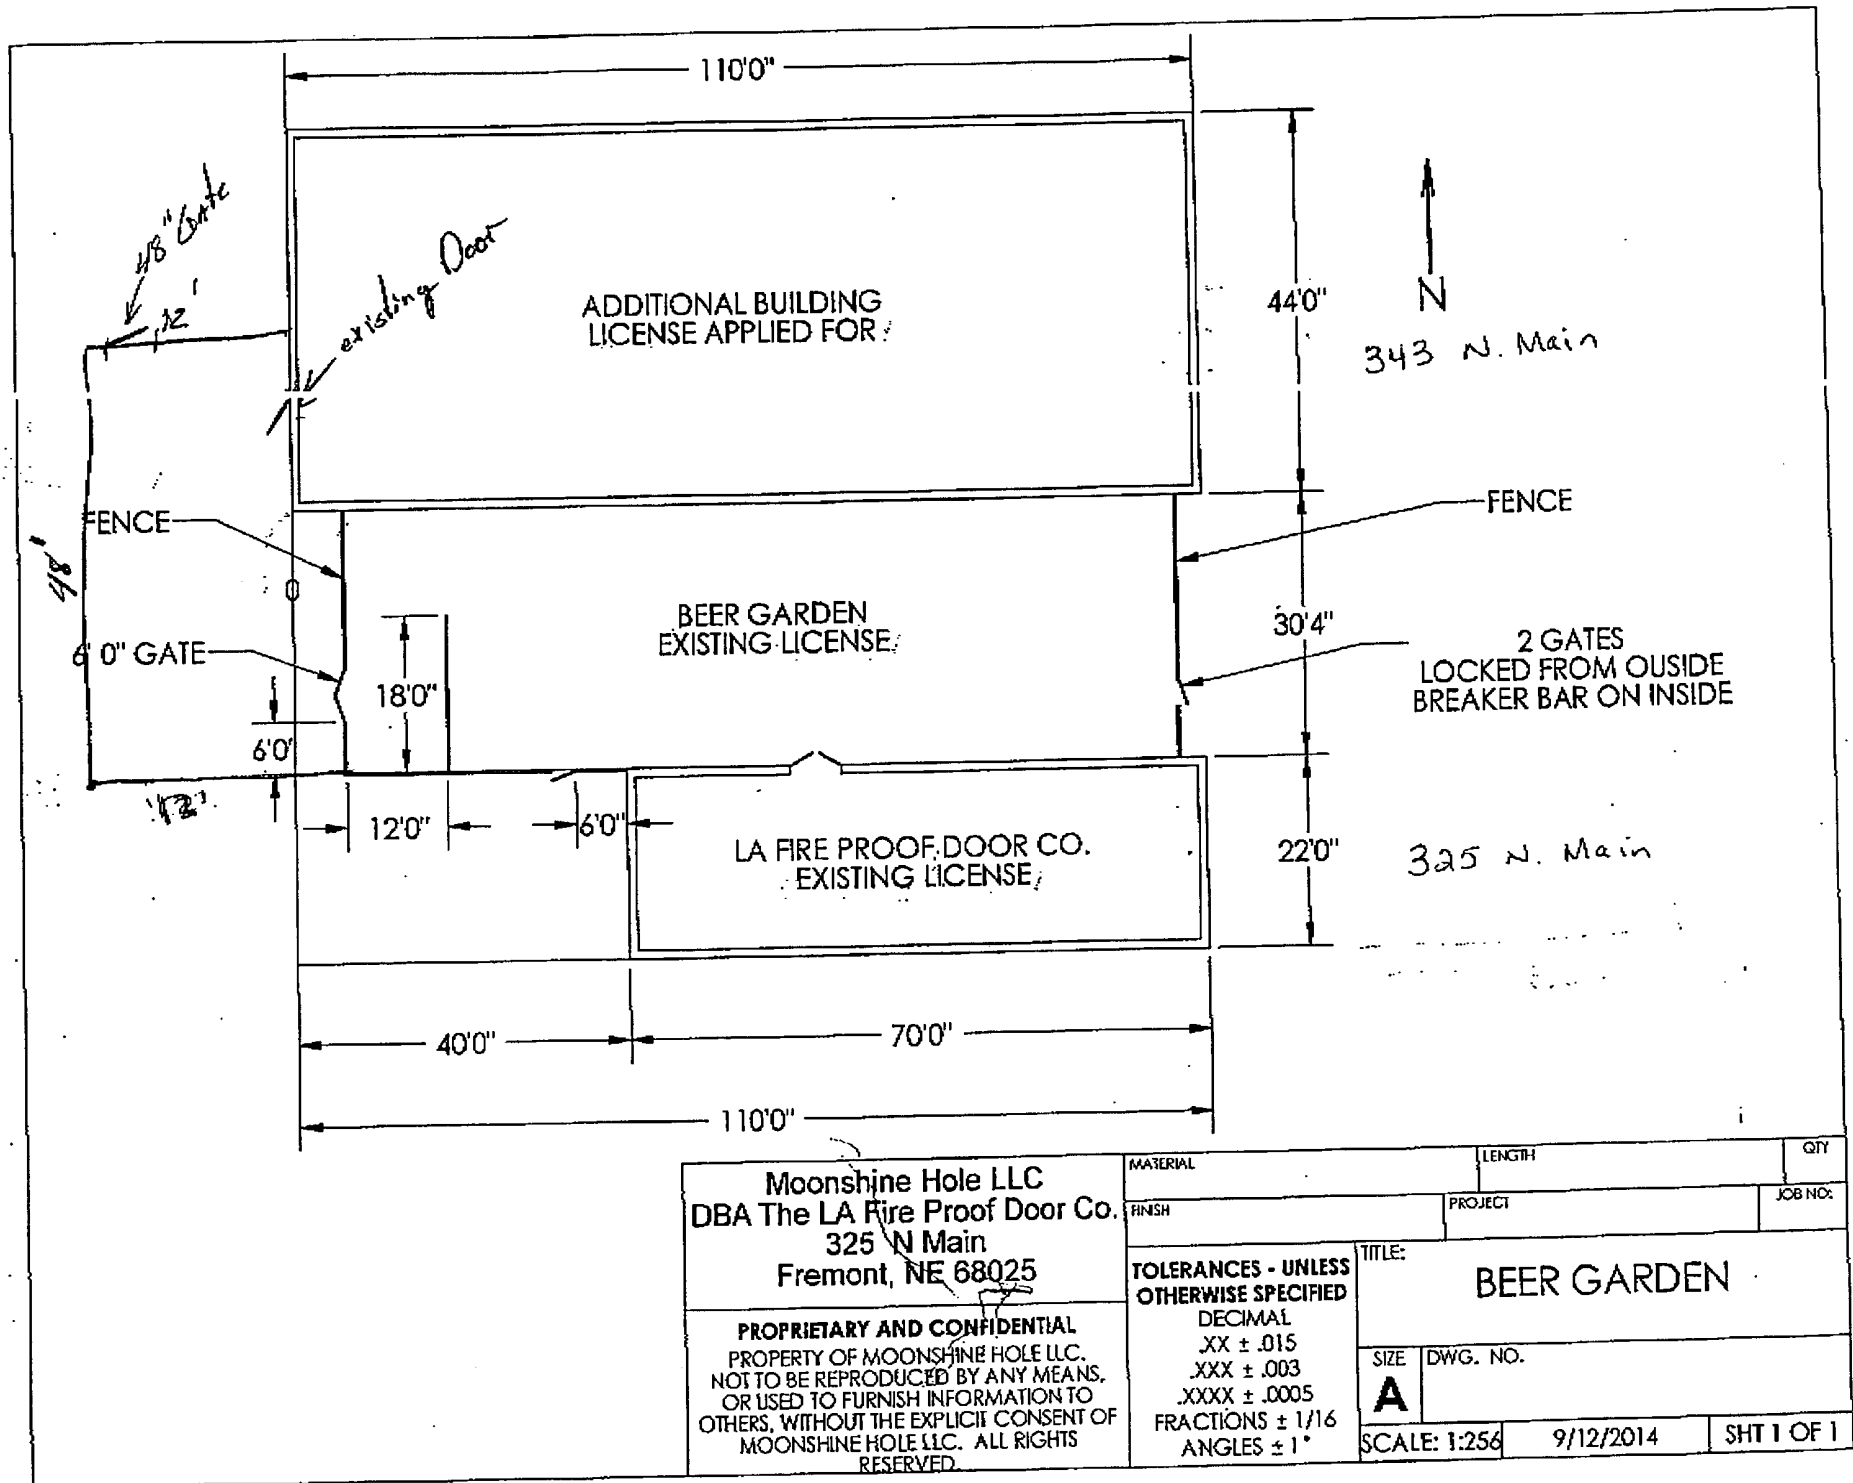 110'0"
48" Gate
12'
existing Door
ADDITIONAL BUILDING
LICENSE APPLIED FOR
44'0"
N
343 N. Main
FENCE
FENCE
48'
BEER GARDEN
EXISTING LICENSE
30'4"
6'0" GATE
2 GATES
LOCKED FROM OUSIDE
BREAKER BAR ON INSIDE
18'0"
6'0"
12'
12'0"
6'0"
LA FIRE PROOF DOOR CO.
EXISTING LICENSE
22'0"
325 N. Main
40'0"
70'0"
110'0"
Moonshine Hole LLC
DBA The LA Fire Proof Door Co.
325 N Main
Fremont, NE 68025
PROPRIETARY AND CONFIDENTIAL
PROPERTY OF MOONSHINE HOLE LLC.
NOT TO BE REPRODUCED BY ANY MEANS,
OR USED TO FURNISH INFORMATION TO
OTHERS, WITHOUT THE EXPLICIT CONSENT OF
MOONSHINE HOLE LLC. ALL RIGHTS
RESERVED.
MATERIAL
LENGTH
QTY
FINISH
PROJECT
JOB NO:
TOLERANCES - UNLESS
OTHERWISE SPECIFIED
DECIMAL
.XX ± .015
.XXX ± .003
.XXXX ± .0005
FRACTIONS ± 1/16
ANGLES ± 1°
TITLE:
BEER GARDEN
SIZE
A
DWG. NO.
SCALE: 1:256
9/12/2014
SHT 1 OF 1